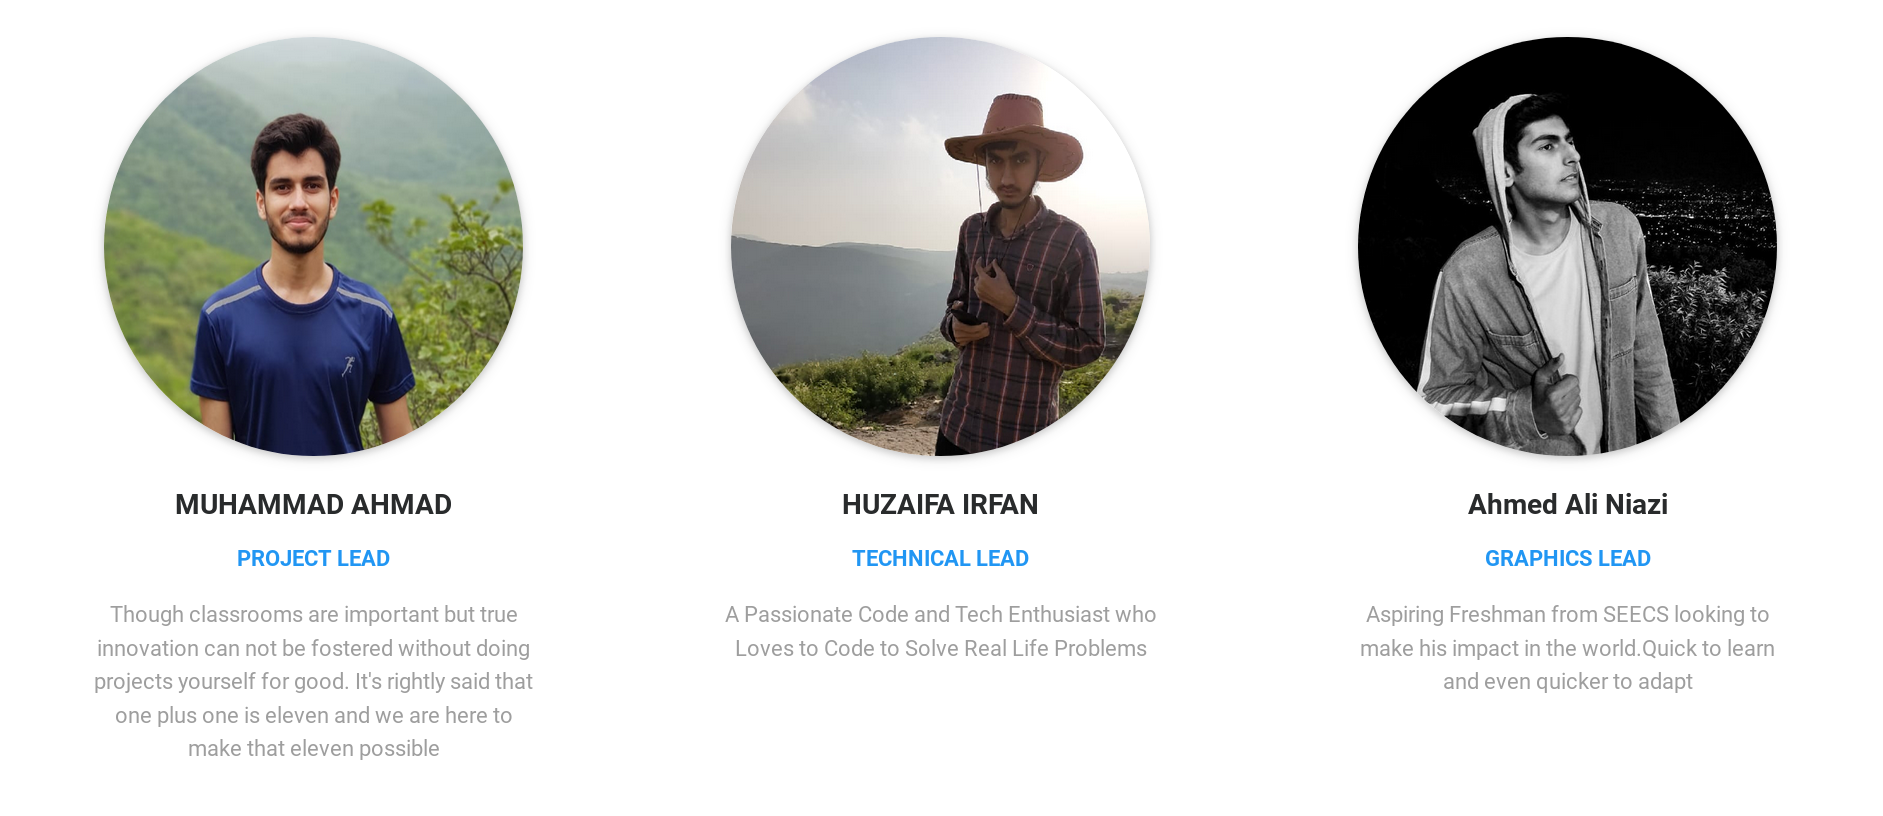 MUHAMMAD AHMAD
PROJECT LEAD
Though classrooms are important but true
innovation can not be fostered without doing
projects yourself for good. It's rightly said that
one plus one is eleven and we are here to
make that eleven possible
HUZAIFA IRFAN
TECHNICAL LEAD
A Passionate Code and Tech Enthusiast who
Loves to Code to Solve Real Life Problems
Ahmed Ali Niazi
GRAPHICS LEAD
Aspiring Freshman from SEECS looking to
make his impact in the world.Quick to learn
and even quicker to adapt